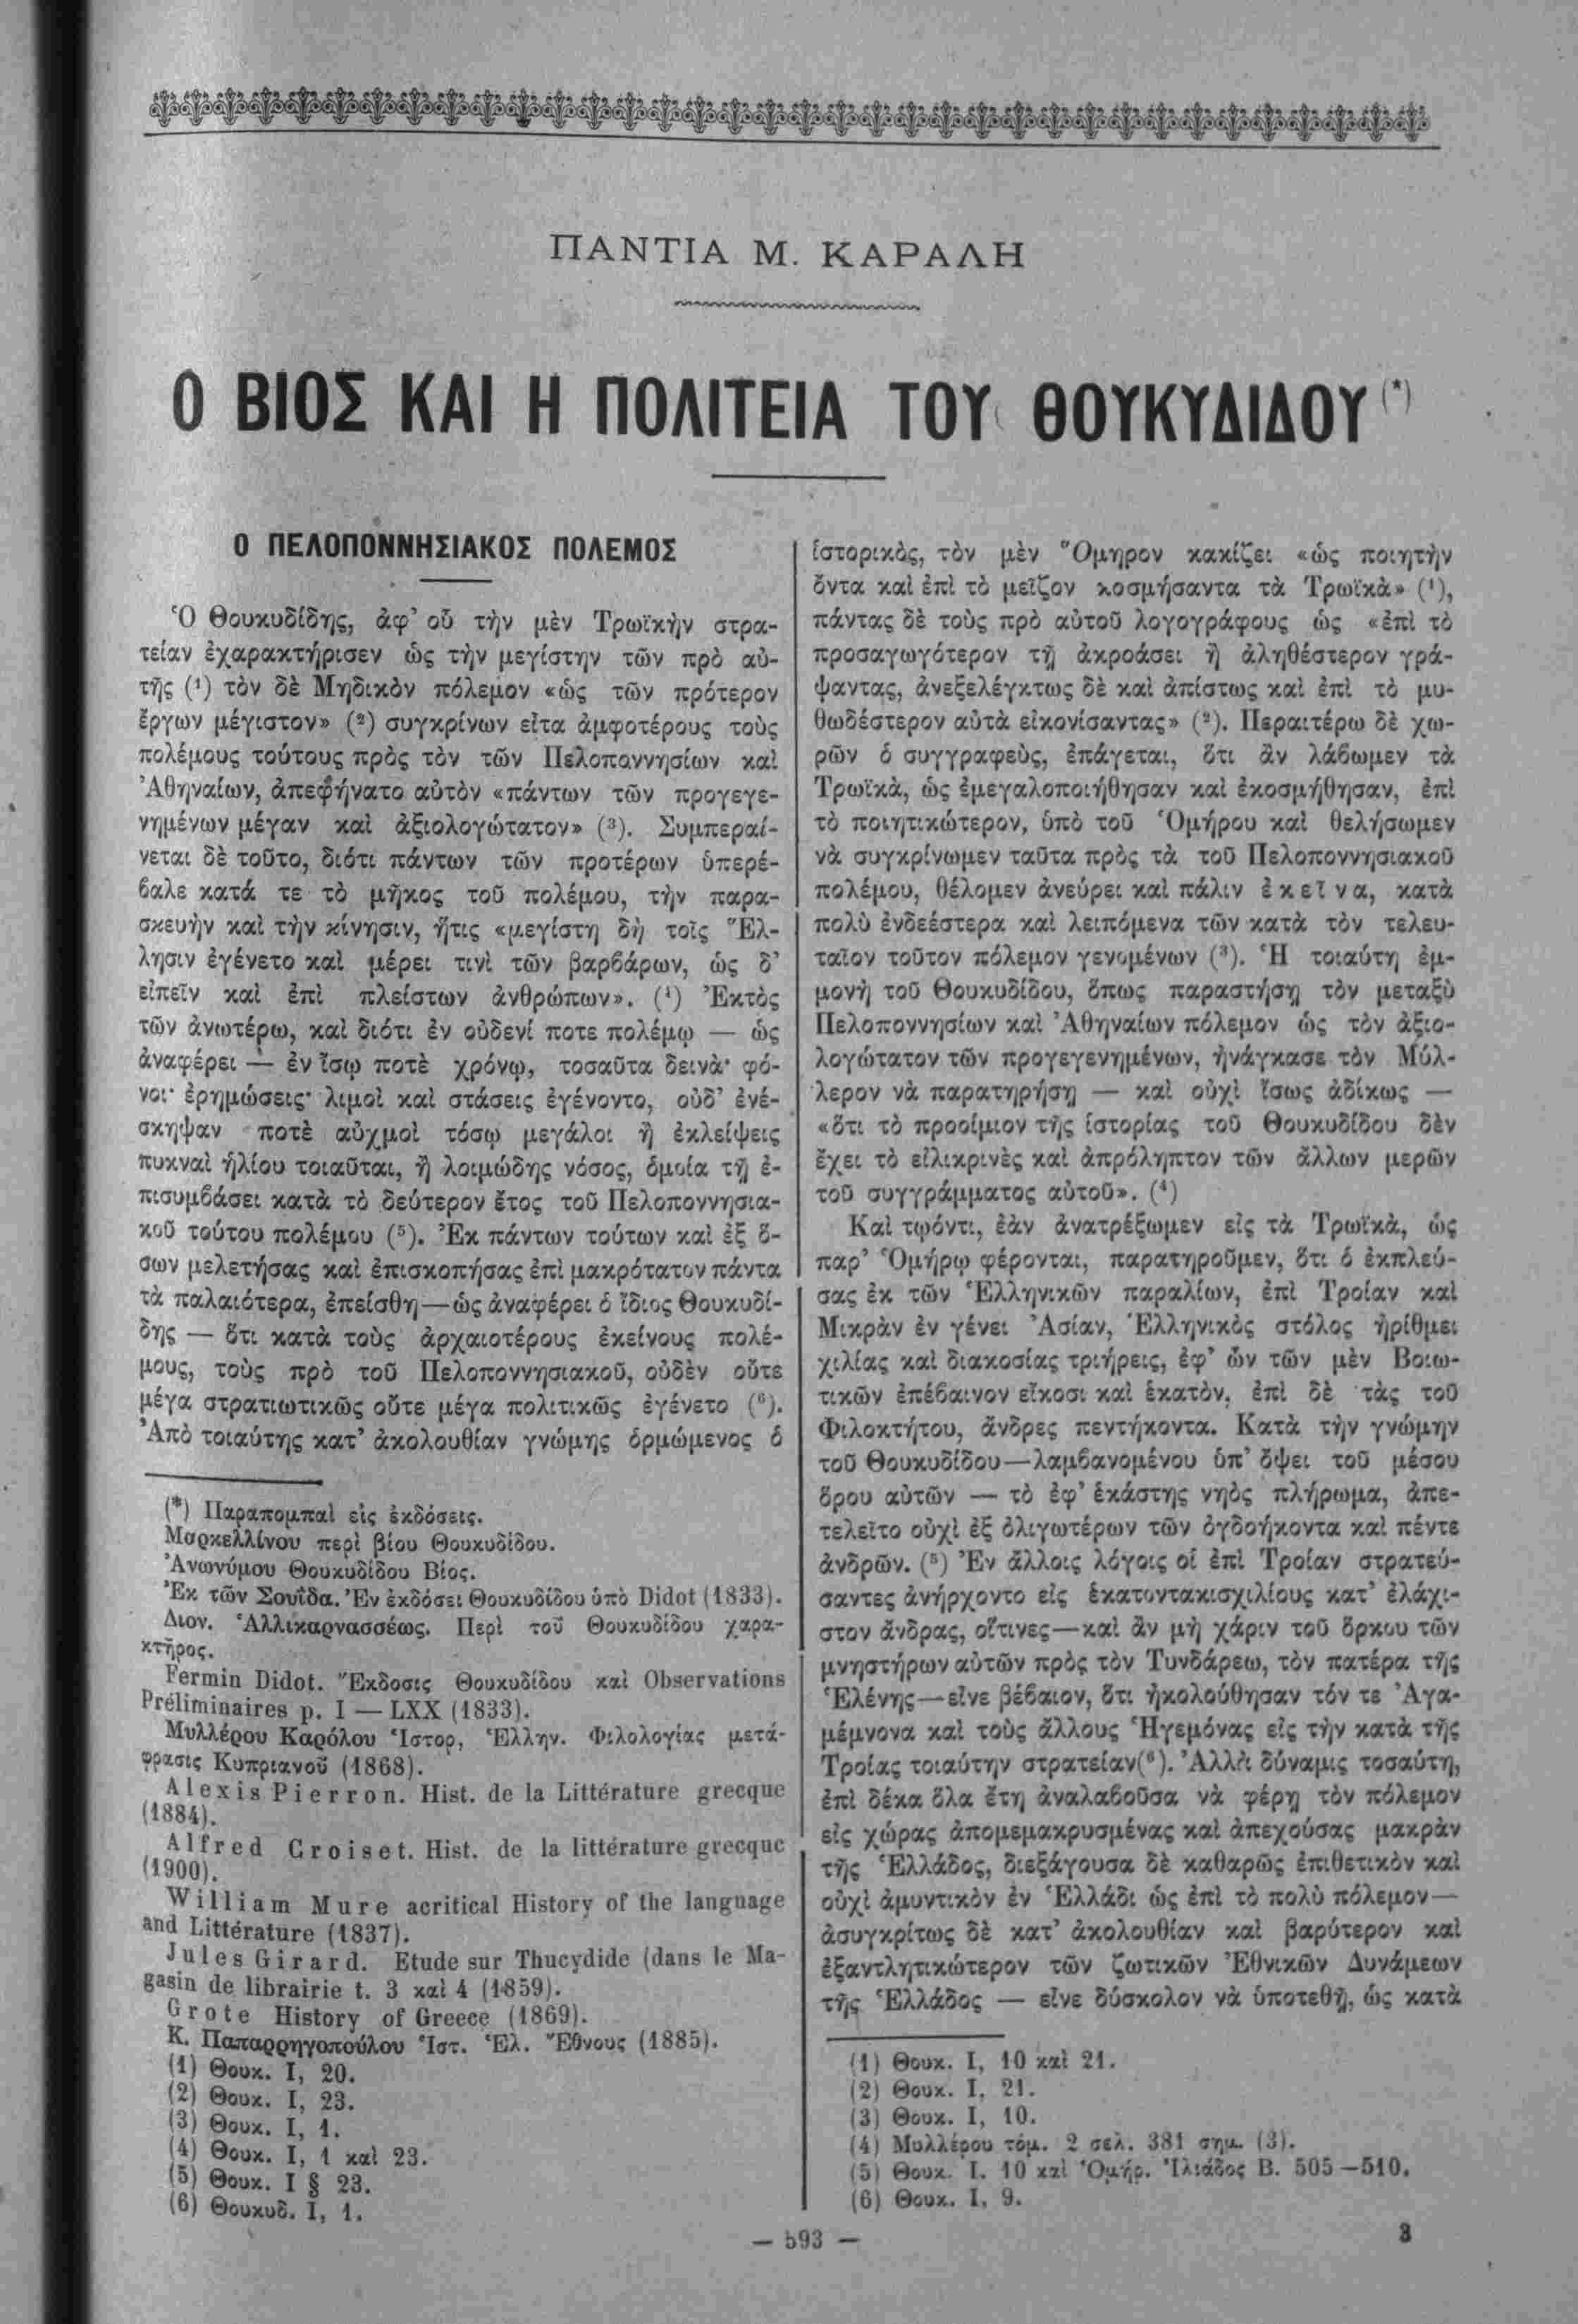 ΠΑΝΤΙΑ Μ. ΚΑΡΑΛΗ
Ο ΒΙΟΣ ΚΑΙ Η ΠΟΛΙΤΕΙΑ ΤΟΥ ΘΟΥΚΥΔΙΔΟΥ (*)
Ο ΠΕΛΟΠΟΝΝΗΣΙΑΚΟΣ ΠΟΛΕΜΟΣ
Ὁ Θουκυδίδης, ἀφ’ οὗ τὴν μὲν Τρωϊκὴν στρα-
τείαν ἐχαρακτήρισεν ὡς τὴν μεγίστην τῶν πρὸ αὐ-
τῆς (¹) τὸν δὲ Μηδικὸν πόλεμον «ὡς τῶν πρότερον
ἔργων μέγιστον» (²) συγκρίνων εἶτα ἀμφοτέρους τοὺς
πολέμους τούτους πρὸς τὸν τῶν Πελοποννησίων καὶ
Ἀθηναίων, ἀπεφήνατο αὐτὸν «πάντων τῶν προγεγε-
νημένων μέγαν καὶ ἀξιολογώτατον» (³). Συμπεραί-
νεται δὲ τοῦτο, διότι πάντων τῶν προτέρων ὑπερέ-
βαλε κατά τε τὸ μῆκος τοῦ πολέμου, τὴν παρα-
σκευὴν καὶ τὴν κίνησιν, ἥτις «μεγίστη δὴ τοῖς Ἕλ-
λησιν ἐγένετο καὶ μέρει τινὶ τῶν βαρβάρων, ὡς δ’
εἰπεῖν καὶ ἐπὶ πλείστων ἀνθρώπων». (⁴) Ἐκτὸς
τῶν ἀνωτέρω, καὶ διότι ἐν οὐδενί ποτε πολέμῳ — ὡς
ἀναφέρει — ἐν ἴσῳ ποτὲ χρόνῳ, τοσαῦτα δεινὰ· φό-
νοι· ἐρημώσεις· λιμοὶ καὶ στάσεις ἐγένοντο, οὐδ’ ἐνέ-
σκηψαν ποτὲ αὐχμοὶ τόσῳ μεγάλοι ἢ ἐκλείψεις
πυκναὶ ἡλίου τοιαῦται, ἢ λοιμώδης νόσος, ὁμοία τῇ ἐ-
πισυμβάσει κατὰ τὸ δεύτερον ἔτος τοῦ Πελοποννησια-
κοῦ τούτου πολέμου (⁵). Ἐκ πάντων τούτων καὶ ἐξ ὅ-
σων μελετήσας καὶ ἐπισκοπήσας ἐπὶ μακρότατον πάντα
τὰ παλαιότερα, ἐπείσθη—ὡς ἀναφέρει ὁ ἴδιος Θουκυδί-
δης — ὅτι κατὰ τοὺς ἀρχαιοτέρους ἐκείνους πολέ-
μους, τοὺς πρὸ τοῦ Πελοποννησιακοῦ, οὐδὲν οὔτε
μέγα στρατιωτικῶς οὔτε μέγα πολιτικῶς ἐγένετο (⁶).
Ἀπὸ τοιαύτης κατ’ ἀκολουθίαν γνώμης ὁρμώμενος ὁ
(*) Παραπομπαὶ εἰς ἐκδόσεις.
Μαρκελλίνου περὶ βίου Θουκυδίδου.
Ἀνωνύμου Θουκυδίδου Βίος.
Ἐκ τῶν Σουΐδα. Ἐν ἐκδόσει Θουκυδίδου ὑπὸ Didot (1833).
Διον. Ἁλλικαρνασσέως. Περὶ τοῦ Θουκυδίδου χαρα-
κτῆρος.
Fermin Didot. Ἔκδοσις Θουκυδίδου καὶ Observations
Préliminaires p. I — LXX (1833).
Μυλλέρου Καρόλου Ἱστορ, Ἑλλην. Φιλολογίας μετά-
φρασις Κυπριανοῦ (1868).
Alexis Pierron. Hist. de la Littérature grecque
(1884).
Alfred Croiset. Hist. de la littérature grecque
(1900).
William Mure acritical History of the language
and Littérature (1837).
Jules Girard. Etude sur Thucydide (dans le Ma-
gasin de librairie t. 3 καὶ 4 (1859).
Grote History of Greece (1869).
Κ. Παπαρρηγοπούλου Ἱστ. Ἑλ. Ἔθνους (1885).
(1) Θουκ. I, 20.
(2) Θουκ. I, 23.
(3) Θουκ. I, 1.
(4) Θουκ. I, 1 καὶ 23.
(5) Θουκ. I § 23.
(6) Θουκυδ. I, 1.
ἱστορικὸς, τὸν μὲν Ὅμηρον κακίζει «ὡς ποιητὴν
ὄντα καὶ ἐπὶ τὸ μεῖζον κοσμήσαντα τὰ Τρωϊκὰ» (¹),
πάντας δὲ τοὺς πρὸ αὐτοῦ λογογράφους ὡς «ἐπὶ τὸ
προσαγωγότερον τῇ ἀκροάσει ἢ ἀληθέστερον γρά-
ψαντας, ἀνεξελέγκτως δὲ καὶ ἀπίστως καὶ ἐπὶ τὸ μυ-
θωδέστερον αὐτὰ εἰκονίσαντας» (²). Περαιτέρω δὲ χω-
ρῶν ὁ συγγραφεὺς, ἐπάγεται, ὅτι ἂν λάβωμεν τὰ
Τρωϊκὰ, ὡς ἐμεγαλοποιήθησαν καὶ ἐκοσμήθησαν, ἐπὶ
τὸ ποιητικώτερον, ὑπὸ τοῦ Ὁμήρου καὶ θελήσωμεν
νὰ συγκρίνωμεν ταῦτα πρὸς τὰ τοῦ Πελοποννησιακοῦ
πολέμου, θέλομεν ἀνεύρει καὶ πάλιν ἐκεῖνα, κατὰ
πολὺ ἐνδεέστερα καὶ λειπόμενα τῶν κατὰ τὸν τελευ-
ταῖον τοῦτον πόλεμον γενομένων (³). Ἡ τοιαύτη ἐμ-
μονὴ τοῦ Θουκυδίδου, ὅπως παραστήσῃ τὸν μεταξὺ
Πελοποννησίων καὶ Ἀθηναίων πόλεμον ὡς τὸν ἀξιο-
λογώτατον τῶν προγεγενημένων, ἠνάγκασε τὸν Μύλ-
λερον νὰ παρατηρήσῃ — καὶ οὐχὶ ἴσως ἀδίκως —
«ὅτι τὸ προοίμιον τῆς ἱστορίας τοῦ Θουκυδίδου δὲν
ἔχει τὸ εἰλικρινὲς καὶ ἀπρόληπτον τῶν ἄλλων μερῶν
τοῦ συγγράμματος αὐτοῦ». (⁴)
Καὶ τῳόντι, ἐὰν ἀνατρέξωμεν εἰς τὰ Τρωϊκὰ, ὡς
παρ’ Ὁμήρῳ φέρονται, παρατηροῦμεν, ὅτι ὁ ἐκπλεύ-
σας ἐκ τῶν Ἑλληνικῶν παραλίων, ἐπὶ Τροίαν καὶ
Μικρὰν ἐν γένει Ἀσίαν, Ἑλληνικὸς στόλος ἠρίθμει
χιλίας καὶ διακοσίας τριήρεις, ἐφ’ ὧν τῶν μὲν Βοιω-
τικῶν ἐπέβαινον εἴκοσι καὶ ἑκατὸν, ἐπὶ δὲ τὰς τοῦ
Φιλοκτήτου, ἄνδρες πεντήκοντα. Κατὰ τὴν γνώμην
τοῦ Θουκυδίδου—λαμβανομένου ὑπ’ ὄψει τοῦ μέσου
ὅρου αὐτῶν — τὸ ἐφ’ ἑκάστης νηὸς πλήρωμα, ἀπε-
τελεῖτο οὐχὶ ἐξ ὀλιγωτέρων τῶν ὀγδοήκοντα καὶ πέντε
ἀνδρῶν. (⁵) Ἐν ἄλλοις λόγοις οἱ ἐπὶ Τροίαν στρατεύ-
σαντες ἀνήρχοντο εἰς ἑκατοντακισχιλίους κατ’ ἐλάχι-
στον ἄνδρας, οἵτινες—καὶ ἂν μὴ χάριν τοῦ ὅρκου τῶν
μνηστήρων αὐτῶν πρὸς τὸν Τυνδάρεω, τὸν πατέρα τῆς
Ἑλένης—εἶνε βέβαιον, ὅτι ἠκολούθησαν τόν τε Ἀγα-
μέμνονα καὶ τοὺς ἄλλους Ἡγεμόνας εἰς τὴν κατὰ τῆς
Τροίας τοιαύτην στρατείαν(⁶). Ἀλλὰ δύναμις τοσαύτη,
ἐπὶ δέκα ὅλα ἔτη ἀναλαβοῦσα νὰ φέρῃ τὸν πόλεμον
εἰς χώρας ἀπομεμακρυσμένας καὶ ἀπεχούσας μακρὰν
τῆς Ἑλλάδος, διεξάγουσα δὲ καθαρῶς ἐπιθετικὸν καὶ
οὐχὶ ἀμυντικὸν ἐν Ἑλλάδι ὡς ἐπὶ τὸ πολὺ πόλεμον—
ἀσυγκρίτως δὲ κατ’ ἀκολουθίαν καὶ βαρύτερον καὶ
ἐξαντλητικώτερον τῶν ζωτικῶν Ἐθνικῶν Δυνάμεων
τῆς Ἑλλάδος — εἶνε δύσκολον νὰ ὑποτεθῇ, ὡς κατὰ
(1) Θουκ. I, 10 καὶ 21.
(2) Θουκ. I, 21.
(3) Θουκ. I, 10.
(4) Μυλλέρου τόμ. 2 σελ. 381 σημ. (3).
(5) Θουκ. I. 10 καὶ Ὁμήρ. Ἰλιάδος Β. 505—510.
(6) Θουκ. I, 9.
— 593 —
3